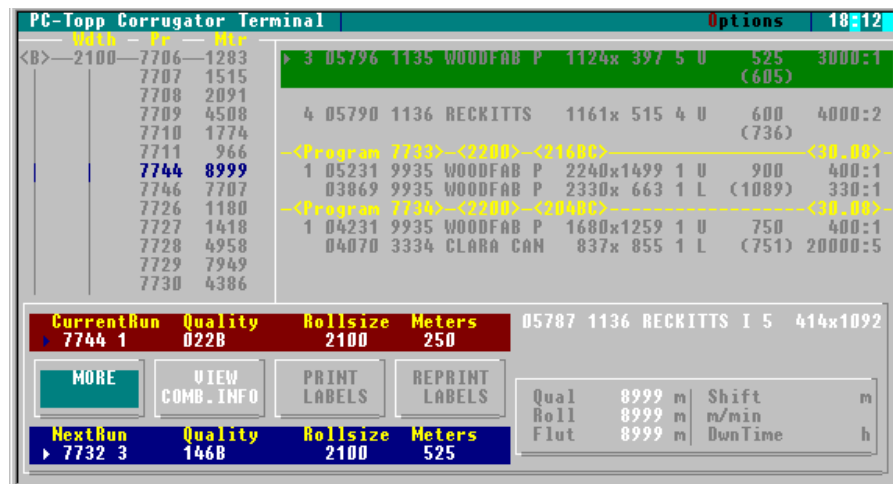 PC-Topp Corrugator Terminal Options 18:12
Wdth Pr Mtr
<B>—2100—7706—1283
7707 1515
7708 2091
7709 4508
7710 1774
7711 966
7744 8999
7746 7707
7726 1180
7727 1418
7728 4958
7729 7949
7730 4386
3 05796 1135 WOODFAB P 1124x 397 5 U 525 3000:1
(605)
4 05790 1136 RECKITTS 1161x 515 4 U 600 4000:2
(736)
<Program 7733>—<2200>—<216BC> <30.08>
1 05231 9935 WOODFAB P 2240x1499 1 U 900 400:1
03869 9935 WOODFAB P 2330x 663 1 L (1089) 330:1
<Program 7734>—<2200>—<204BC> <30.08>
1 04231 9935 WOODFAB P 1680x1259 1 U 750 400:1
04070 3334 CLARA CAN 837x 855 1 L (751) 20000:5
CurrentRun Quality Rollsize Meters
7744 1 022B 2100 250
05787 1136 RECKITTS I 5 414x1092
MORE
VIEW
COMB.INFO
PRINT
LABELS
REPRINT
LABELS
Qual 8999 m Shift m
Roll 8999 m m/min
Flut 8999 m DwnTime h
NextRun Quality Rollsize Meters
7732 3 146B 2100 525